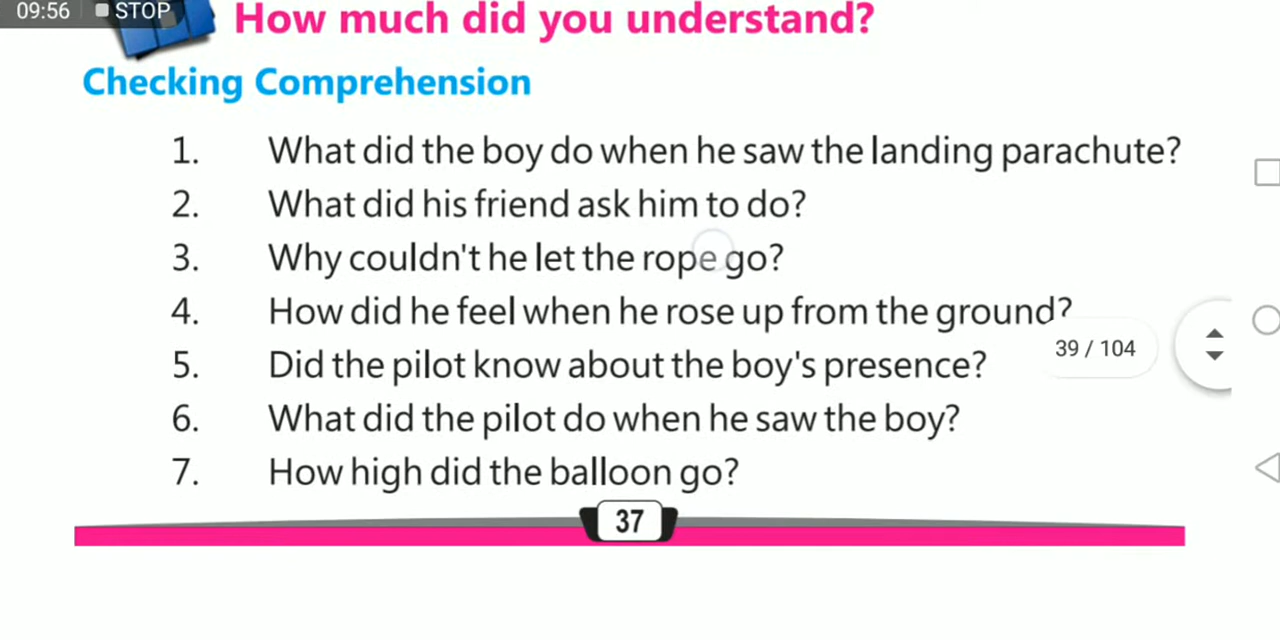 09:56 STOP
How much did you understand?
Checking Comprehension
1. What did the boy do when he saw the landing parachute?
2. What did his friend ask him to do?
3. Why couldn't he let the rope go?
4. How did he feel when he rose up from the ground?
39 / 104
5. Did the pilot know about the boy's presence?
6. What did the pilot do when he saw the boy?
7. How high did the balloon go?
37